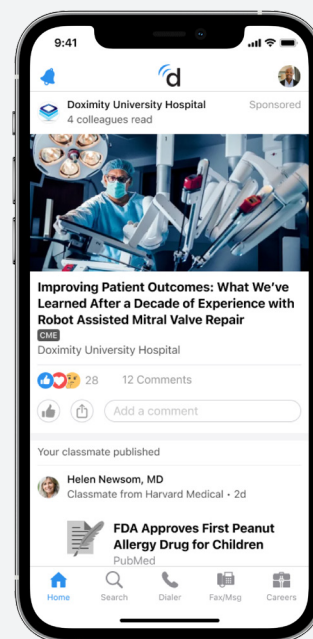 9:41
d
Doximity University Hospital
Sponsored
4 colleagues read
Improving Patient Outcomes: What We've
Learned After a Decade of Experience with
Robot Assisted Mitral Valve Repair
CME
Doximity University Hospital
28
12 Comments
Add a comment
Your classmate published
Helen Newsom, MD
Classmate from Harvard Medical • 2d
FDA Approves First Peanut
Allergy Drug for Children
PubMed
Home
Search
Dialer
Fax/Msg
Careers